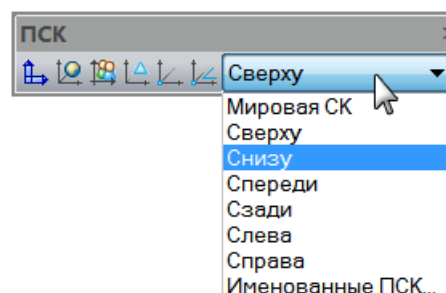 ПСК
Сверху
Мировая СК
Сверху
Снизу
Спереди
Сзади
Слева
Справа
Именованные ПСК...